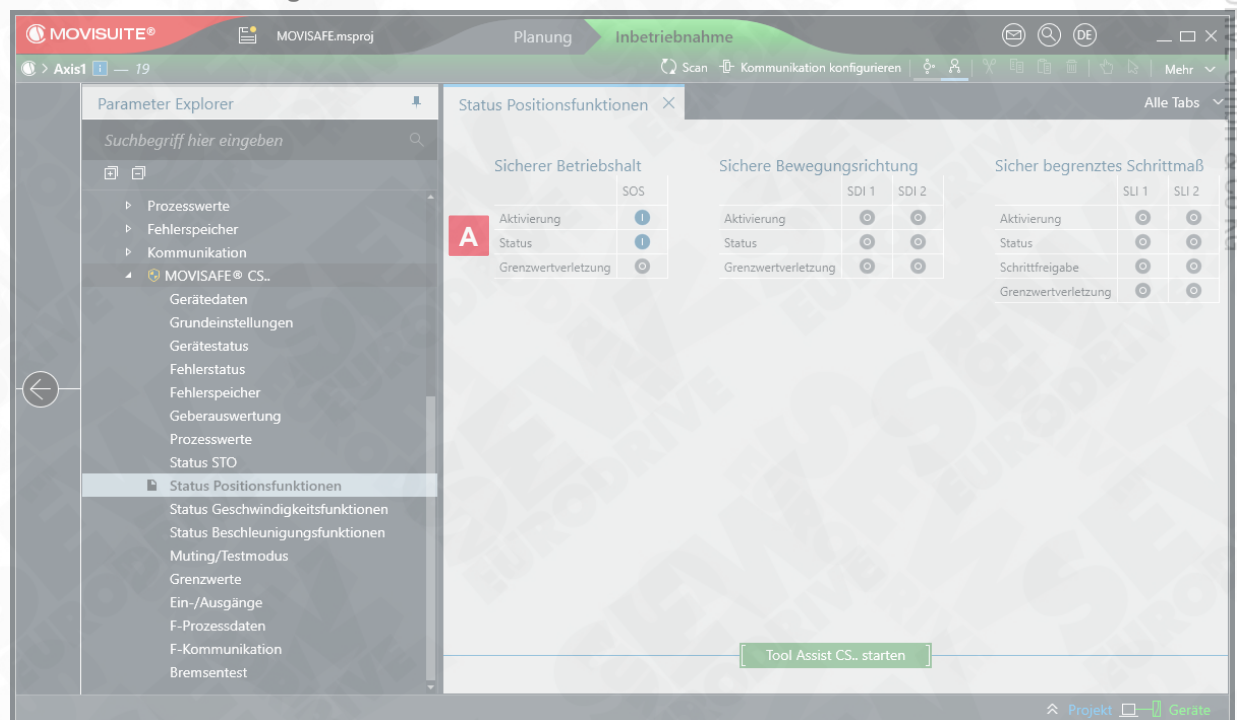 MOVISUITE®
MOVISAFE.msproj
Planung
Inbetriebnahme
DE
Axis1 i — 19
Scan
Kommunikation konfigurieren
Mehr
Parameter Explorer
Status Positionsfunktionen
Alle Tabs
Suchbegriff hier eingeben
Prozesswerte
Fehlerspeicher
Kommunikation
MOVISAFE® CS..
Gerätedaten
Grundeinstellungen
Gerätestatus
Fehlerstatus
Fehlerspeicher
Geberauswertung
Prozesswerte
Status STO
Status Positionsfunktionen
Status Geschwindigkeitsfunktionen
Status Beschleunigungsfunktionen
Muting/Testmodus
Grenzwerte
Ein-/Ausgänge
F-Prozessdaten
F-Kommunikation
Bremsentest
Sicherer Betriebshalt
SOS
A
Aktivierung
Status
Grenzwertverletzung
Sichere Bewegungsrichtung
SDI 1 SDI 2
Aktivierung
Status
Grenzwertverletzung
Sicher begrenztes Schrittmaß
SLI 1 SLI 2
Aktivierung
Status
Schrittfreigabe
Grenzwertverletzung
Tool Assist CS.. starten
Projekt
Geräte
SEW EURODRIVE